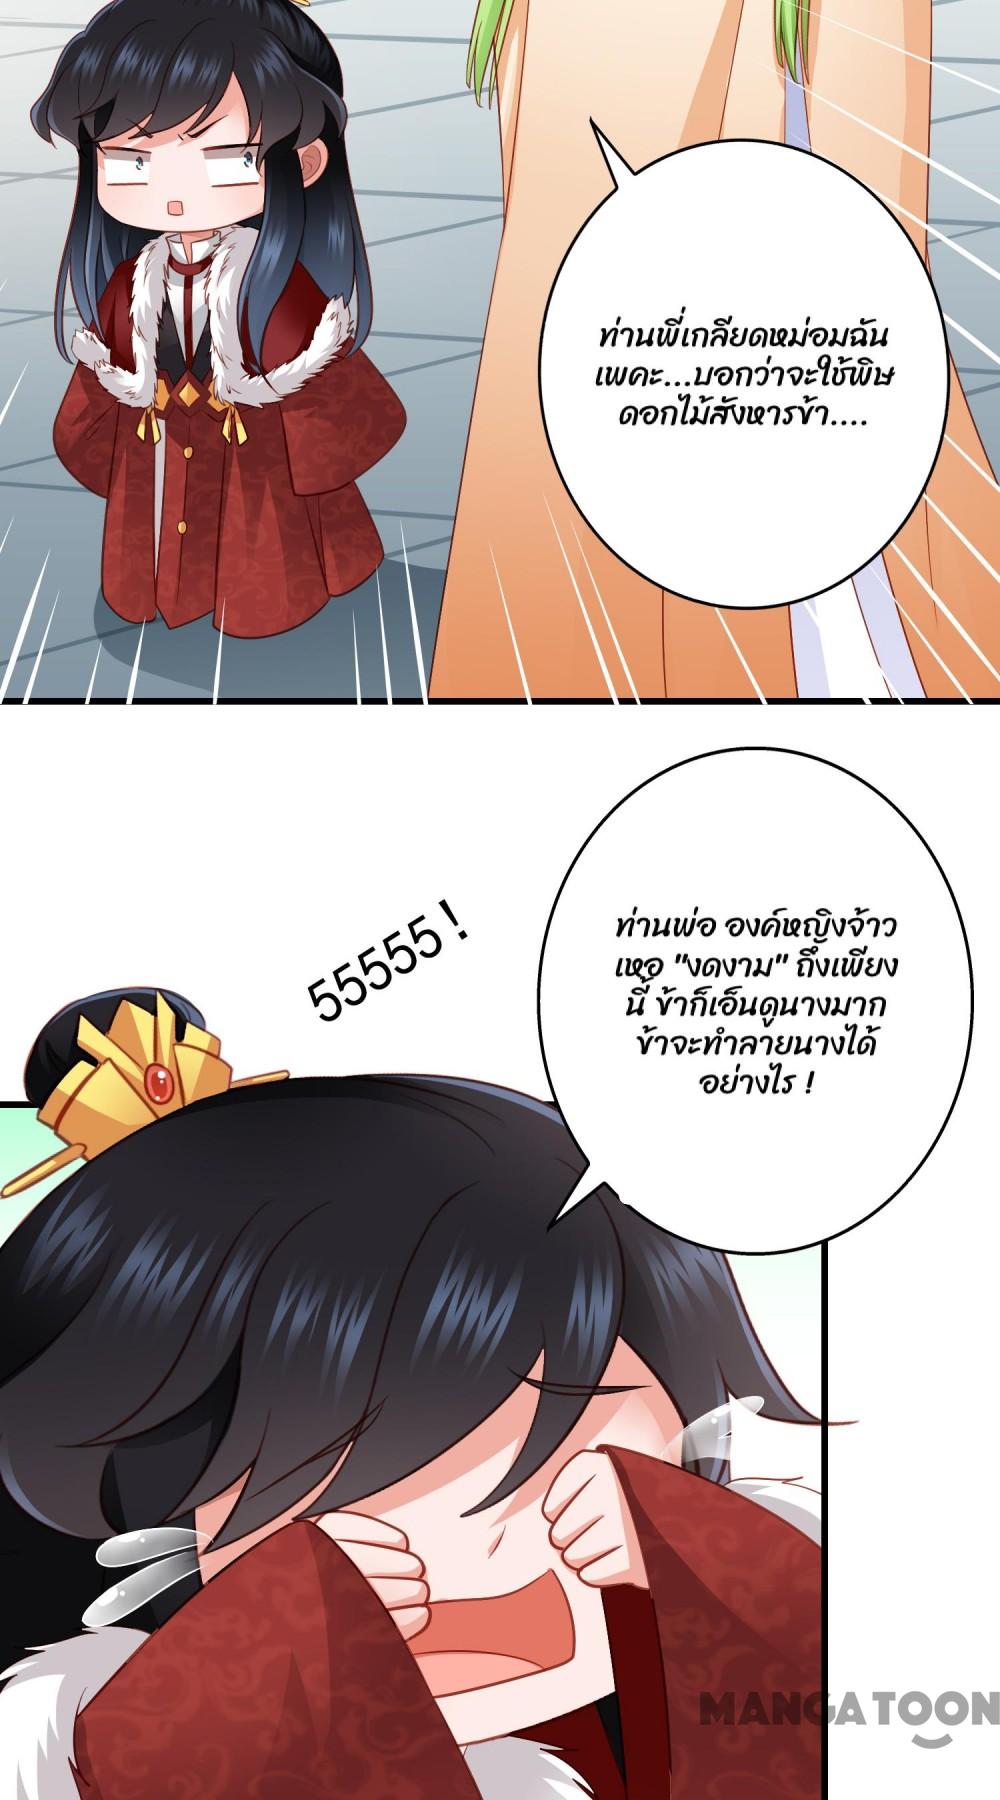 ท่านพี่เกลียดหม่อมฉัน
เพคะ...บอกว่าจะใช้พิษ
ดอกไม้สังหารข้า....
55555 !
ท่านพ่อ องค์หญิงจ้าว
เหอ "งดงาม" ถึงเพียง
นี้ ข้าก็เอ็นดูนางมาก
ข้าจะทำลายนางได้
อย่างไร !
MANGATOON